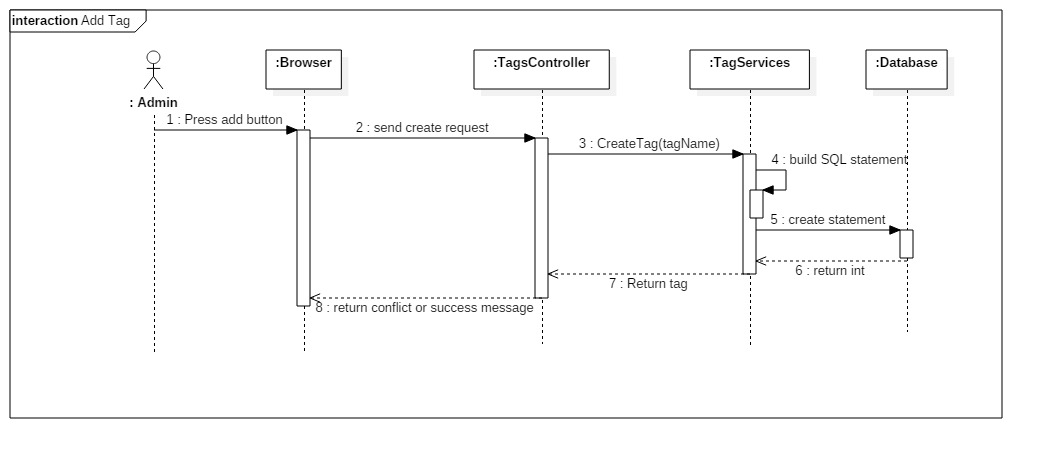 interaction Add Tag
:Browser
:TagsController
:TagServices
:Database
: Admin
1 : Press add button
2 : send create request
3 : CreateTag(tagName)
4 : build SQL statement
5 : create statement
6 : return int
7 : Return tag
8 : return conflict or success message